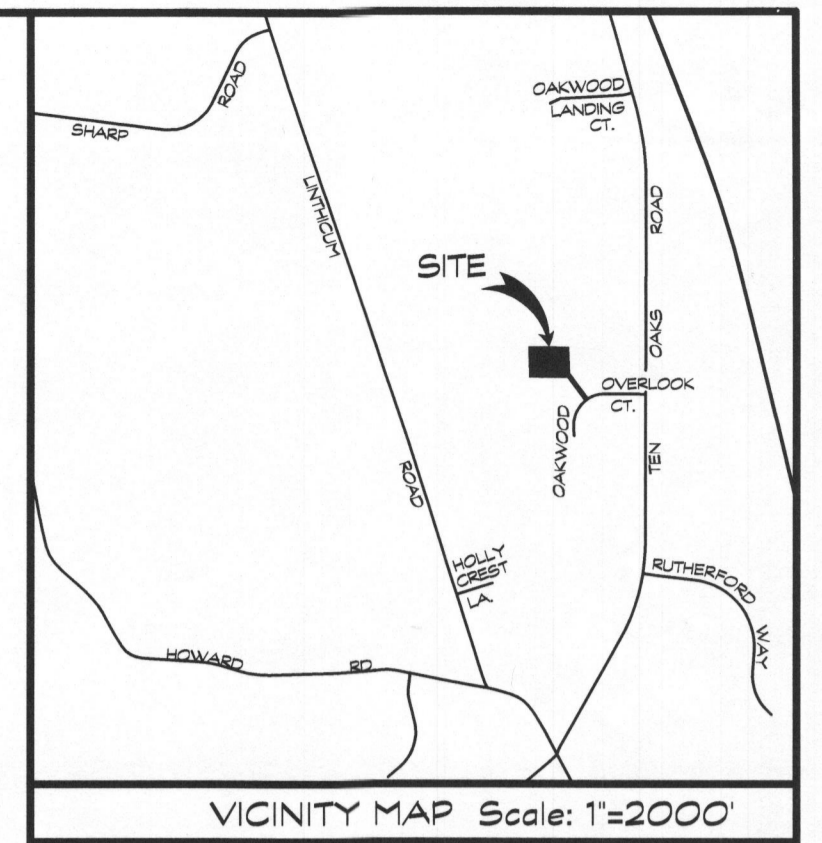 SHARP
ROAD
LINTHICUM
ROAD
OAKWOOD
LANDING
CT.
ROAD
OAKS
TEN
SITE
OVERLOOK
CT.
OAKWOOD
HOLLY
CREST
LA.
RUTHERFORD
WAY
HOWARD
RD
VICINITY MAP Scale: 1"=2000'